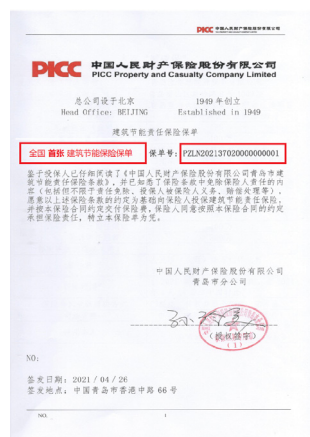 PICC 中国人民财产保险股份有限公司
PICC 中国人民财产保险股份有限公司
PICC Property and Casualty Company Limited
总公司设于北京 1949 年创立
Head Office: BEIJING Established in 1949
建筑节能责任保险保单
全国 首张 建筑节能保险保单 保单号: PZLN202137020000000001
鉴于投保人已仔细阅读了《中国人民财产保险股份有限公司青岛市建
筑节能责任保险条款》,并已知悉了保险条款中免除保险人责任的内容
(包括但不限于责任免除、投保人被保险人义务、赔偿处理等),
愿意以上述保险条款的约定为基础向保险人投保建筑节能责任保险,
并按本保险合同约定交付保险费,保险人同意按照本保险合同的约定
承担保险责任,特立本保险单为凭。
中国人民财产保险股份有限公司
青岛市分公司
(授权签字)
(1)
NO:
签发日期: 2021 / 04 / 26
签发地点: 中国青岛市香港中路 66 号
NO. 1